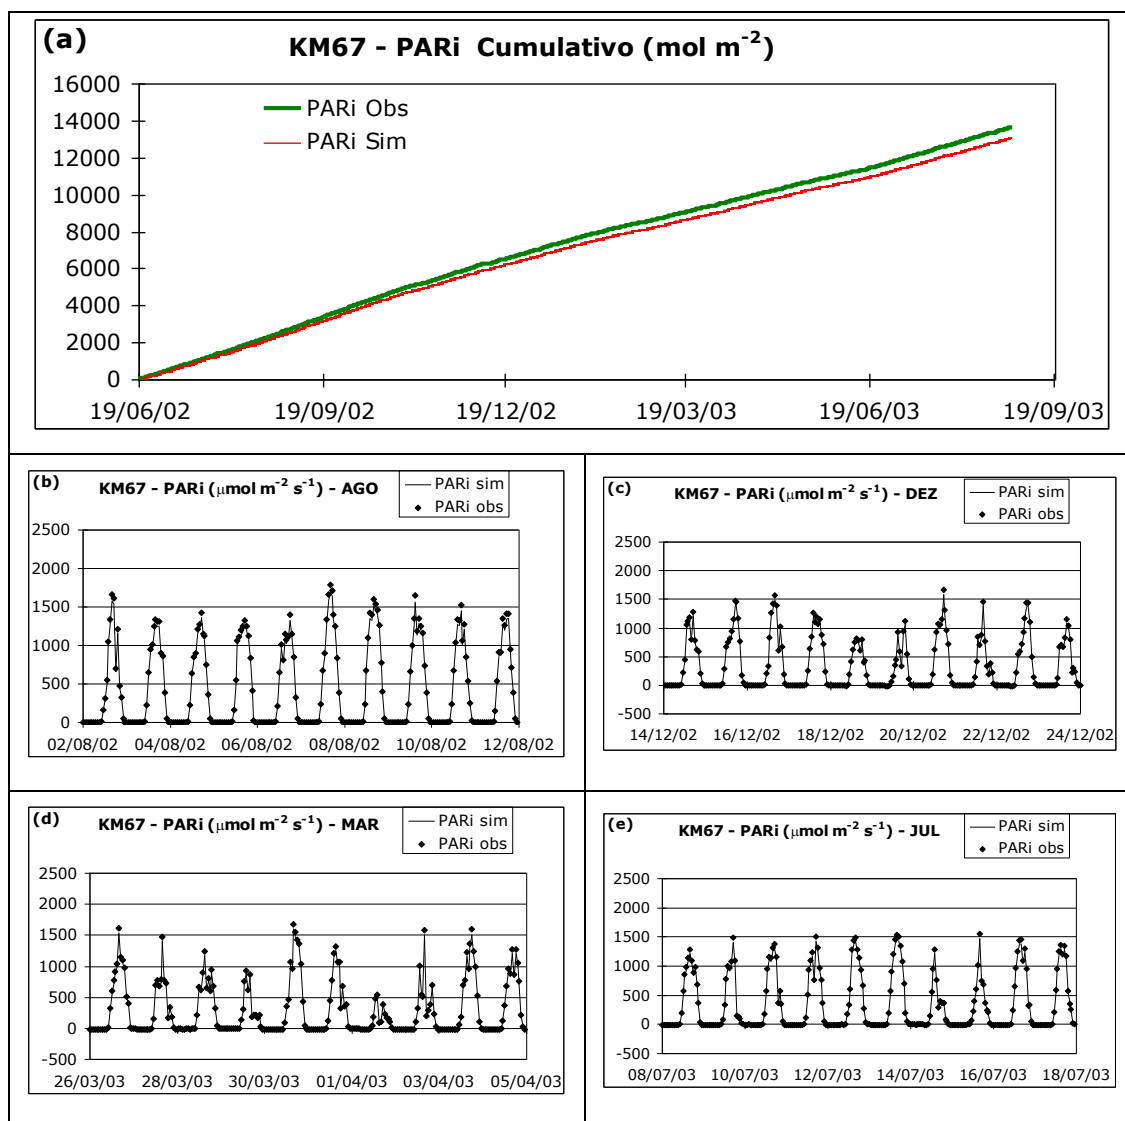 (a)
KM67 - PARi Cumulativo (mol m⁻²)
16000
14000
12000
10000
8000
6000
4000
2000
0
PARi Obs
PARi Sim
19/06/02 19/09/02 19/12/02 19/03/03 19/06/03 19/09/03
(b)
KM67 - PARi (μmol m⁻² s⁻¹) - AGO
PARi sim
PARi obs
2500
2000
1500
1000
500
0
02/08/02 04/08/02 06/08/02 08/08/02 10/08/02 12/08/02
(c)
KM67 - PARi (μmol m⁻² s⁻¹) - DEZ
PARi sim
PARi obs
2500
2000
1500
1000
500
0
-500
14/12/02 16/12/02 18/12/02 20/12/02 22/12/02 24/12/02
(d)
KM67 - PARi (μmol m⁻² s⁻¹) - MAR
PARi sim
PARi obs
2500
2000
1500
1000
500
0
-500
26/03/03 28/03/03 30/03/03 01/04/03 03/04/03 05/04/03
(e)
KM67 - PARi (μmol m⁻² s⁻¹) - JUL
PARi sim
PARi obs
2500
2000
1500
1000
500
0
-500
08/07/03 10/07/03 12/07/03 14/07/03 16/07/03 18/07/03